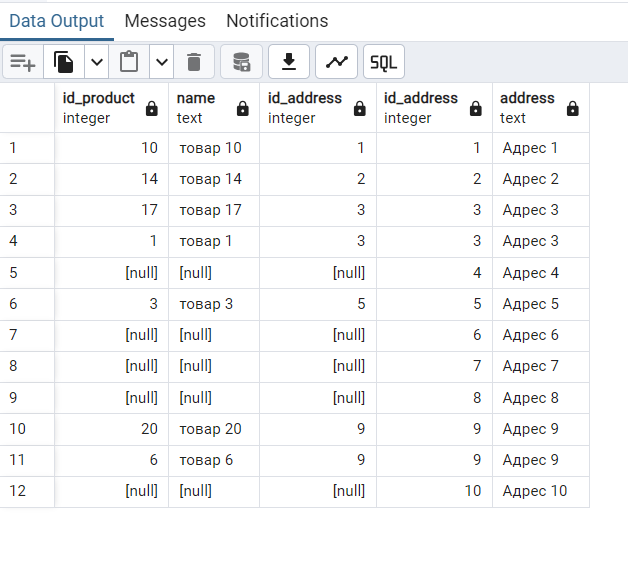 Data Output Messages Notifications
SQL
id_product name id_address id_address address
integer text integer integer text
1 10 товар 10 1 1 Адрес 1
2 14 товар 14 2 2 Адрес 2
3 17 товар 17 3 3 Адрес 3
4 1 товар 1 3 3 Адрес 3
5 [null] [null] [null] 4 Адрес 4
6 3 товар 3 5 5 Адрес 5
7 [null] [null] [null] 6 Адрес 6
8 [null] [null] [null] 7 Адрес 7
9 [null] [null] [null] 8 Адрес 8
10 20 товар 20 9 9 Адрес 9
11 6 товар 6 9 9 Адрес 9
12 [null] [null] [null] 10 Адрес 10